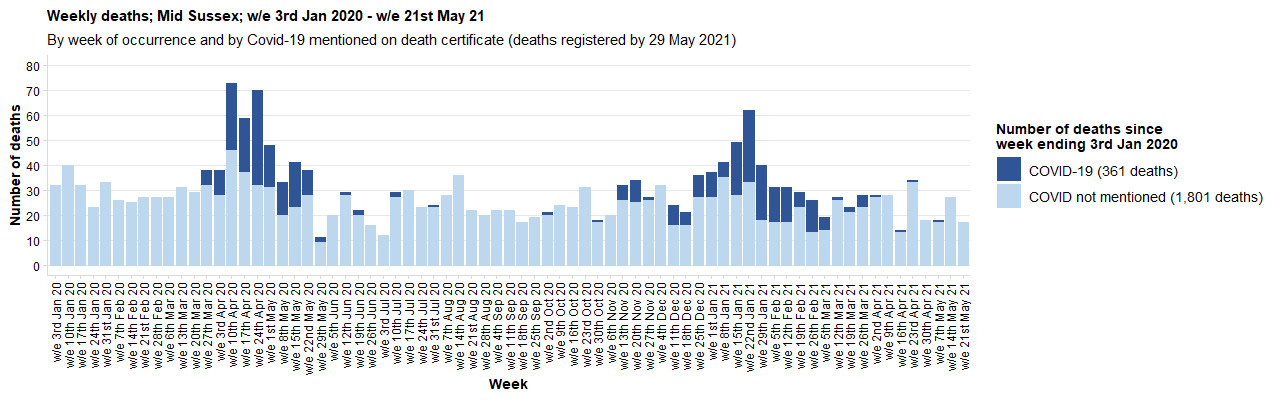 Weekly deaths; Mid Sussex; w/e 3rd Jan 2020 - w/e 21st May 21
By week of occurrence and by Covid-19 mentioned on death certificate (deaths registered by 29 May 2021)
Number of deaths
80
70
60
50
40
30
20
10
0
w/e 3rd Jan 20
w/e 10th Jan 20
w/e 17th Jan 20
w/e 24th Jan 20
w/e 31st Jan 20
w/e 7th Feb 20
w/e 14th Feb 20
w/e 21st Feb 20
w/e 28th Feb 20
w/e 6th Mar 20
w/e 13th Mar 20
w/e 20th Mar 20
w/e 27th Mar 20
w/e 3rd Apr 20
w/e 10th Apr 20
w/e 17th Apr 20
w/e 24th Apr 20
w/e 1st May 20
w/e 8th May 20
w/e 15th May 20
w/e 22nd May 20
w/e 29th May 20
w/e 5th Jun 20
w/e 12th Jun 20
w/e 19th Jun 20
w/e 26th Jun 20
w/e 3rd Jul 20
w/e 10th Jul 20
w/e 17th Jul 20
w/e 24th Jul 20
w/e 31st Jul 20
w/e 7th Aug 20
w/e 14th Aug 20
w/e 21st Aug 20
w/e 28th Aug 20
w/e 4th Sep 20
w/e 11th Sep 20
w/e 18th Sep 20
w/e 25th Sep 20
w/e 2nd Oct 20
w/e 9th Oct 20
w/e 16th Oct 20
w/e 23rd Oct 20
w/e 30th Oct 20
w/e 6th Nov 20
w/e 13th Nov 20
w/e 20th Nov 20
w/e 27th Nov 20
w/e 4th Dec 20
w/e 11th Dec 20
w/e 18th Dec 20
w/e 25th Dec 20
w/e 1st Jan 21
w/e 8th Jan 21
w/e 15th Jan 21
w/e 22nd Jan 21
w/e 29th Jan 21
w/e 5th Feb 21
w/e 12th Feb 21
w/e 19th Feb 21
w/e 26th Feb 21
w/e 5th Mar 21
w/e 12th Mar 21
w/e 19th Mar 21
w/e 26th Mar 21
w/e 2nd Apr 21
w/e 9th Apr 21
w/e 16th Apr 21
w/e 23rd Apr 21
w/e 30th Apr 21
w/e 7th May 21
w/e 14th May 21
w/e 21st May 21
Week
Number of deaths since
week ending 3rd Jan 2020
COVID-19 (361 deaths)
COVID not mentioned (1,801 deaths)